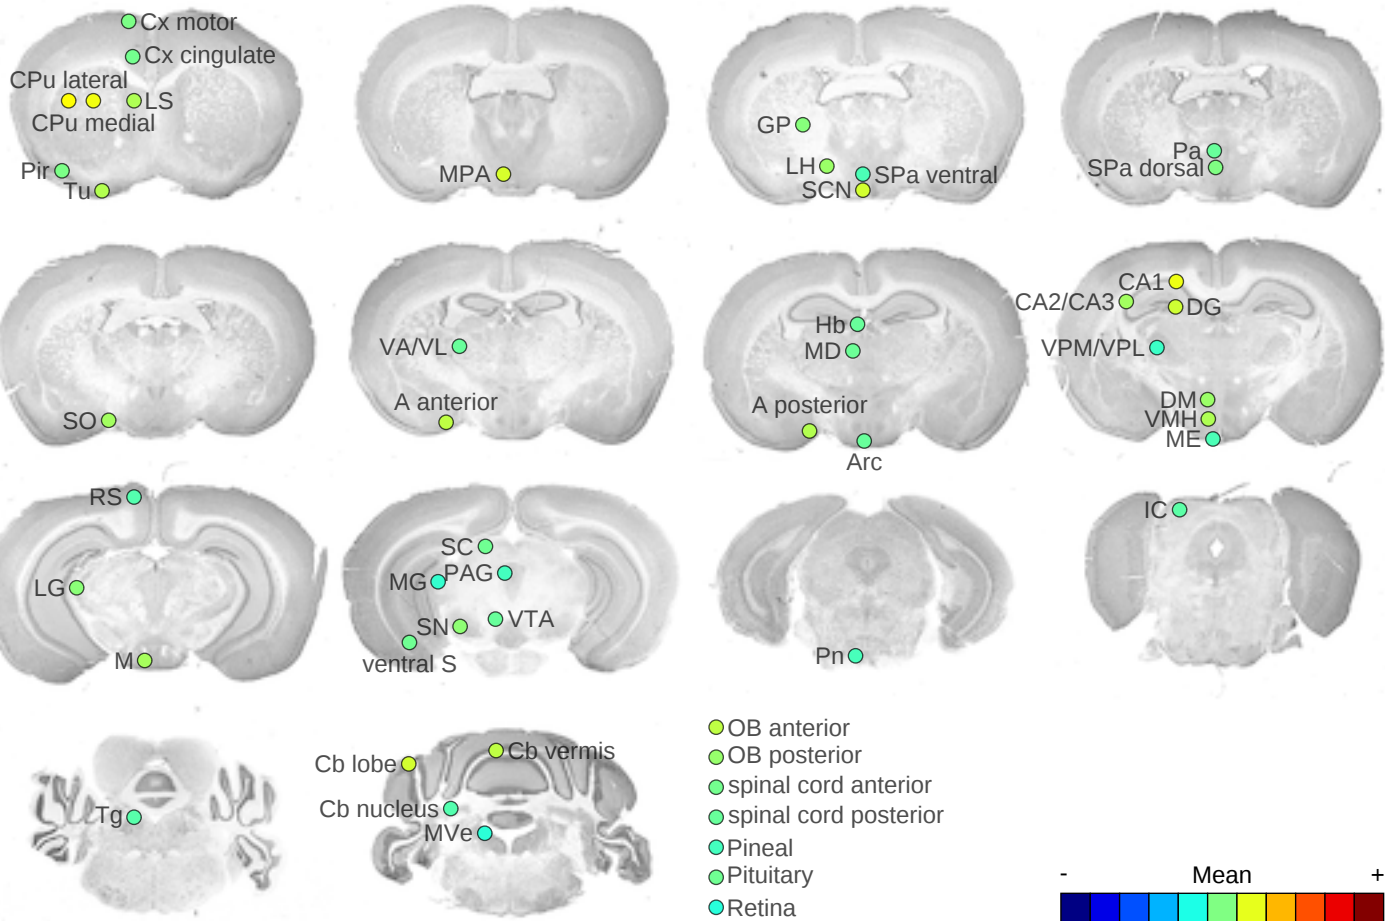 Cx motor
Cx cingulate
CPu lateral
LS
CPu medial
Pir
Tu
MPA
GP
LH
SPa ventral
SCN
Pa
SPa dorsal
SO
VA/VL
A anterior
Hb
MD
A posterior
Arc
CA1
CA2/CA3
DG
VPM/VPL
DM
VMH
ME
RS
LG
M
SC
MG
PAG
SN
VTA
ventral S
Pn
IC
Tg
Cb lobe
Cb vermis
Cb nucleus
MVe
OB anterior
OB posterior
spinal cord anterior
spinal cord posterior
Pineal
Pituitary
Retina
- Mean +